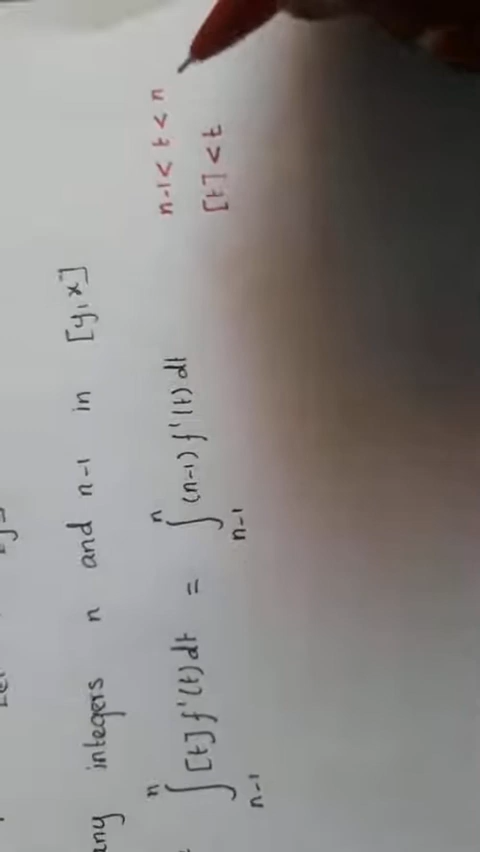 any integers n and n-1 in [y,x]
∫_{n-1}^{n} [t] f'(t) dt = ∫_{n-1}^{n} (n-1) f'(t) dt
n-1 < t < n
[t] < t